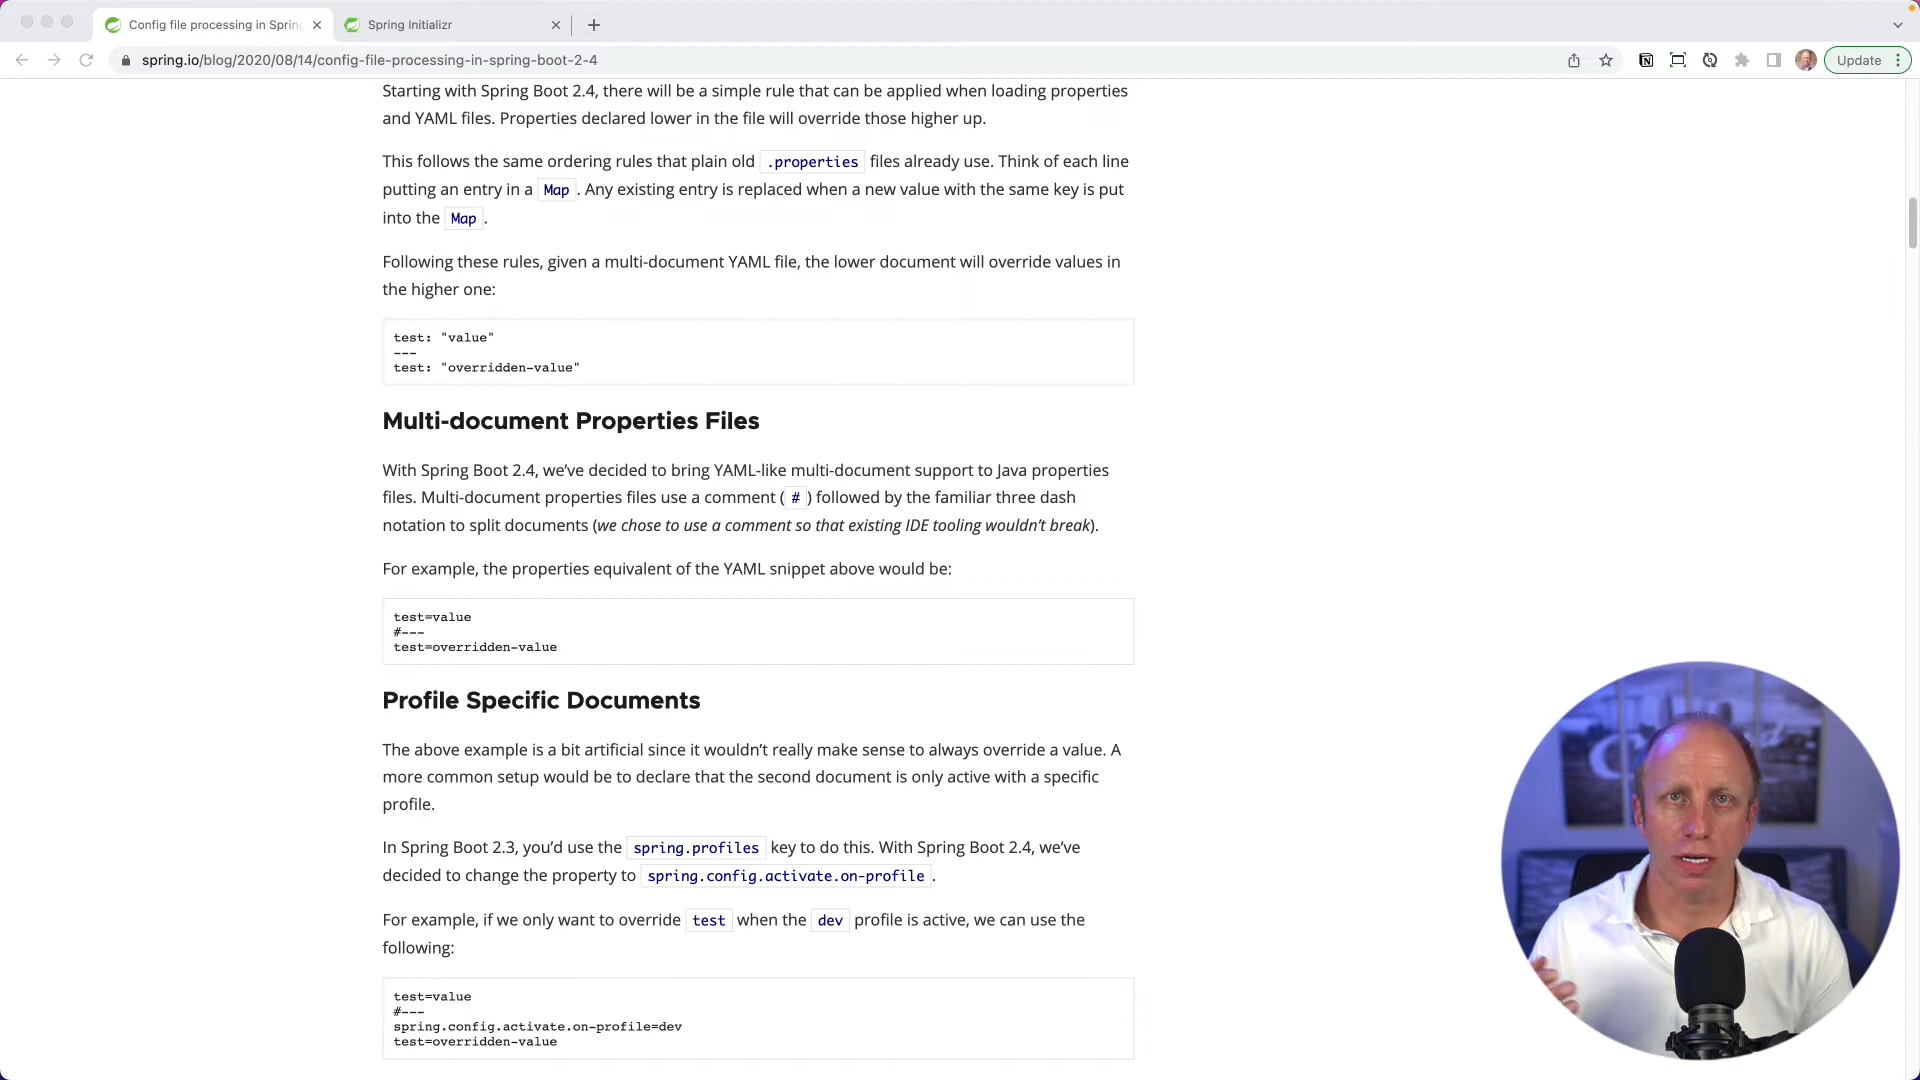 Config file processing in Spring
Spring Initializr
spring.io/blog/2020/08/14/config-file-processing-in-spring-boot-2-4
Update
Starting with Spring Boot 2.4, there will be a simple rule that can be applied when loading properties
and YAML files. Properties declared lower in the file will override those higher up.
This follows the same ordering rules that plain old .properties files already use. Think of each line
putting an entry in a Map . Any existing entry is replaced when a new value with the same key is put
into the Map .
Following these rules, given a multi-document YAML file, the lower document will override values in
the higher one:
test: "value"
---
test: "overridden-value"
Multi-document Properties Files
With Spring Boot 2.4, we’ve decided to bring YAML-like multi-document support to Java properties
files. Multi-document properties files use a comment ( # ) followed by the familiar three dash
notation to split documents (we chose to use a comment so that existing IDE tooling wouldn’t break).
For example, the properties equivalent of the YAML snippet above would be:
test=value
#---
test=overridden-value
Profile Specific Documents
The above example is a bit artificial since it wouldn’t really make sense to always override a value. A
more common setup would be to declare that the second document is only active with a specific
profile.
In Spring Boot 2.3, you’d use the spring.profiles key to do this. With Spring Boot 2.4, we’ve
decided to change the property to spring.config.activate.on-profile .
For example, if we only want to override test when the dev profile is active, we can use the
following:
test=value
#---
spring.config.activate.on-profile=dev
test=overridden-value